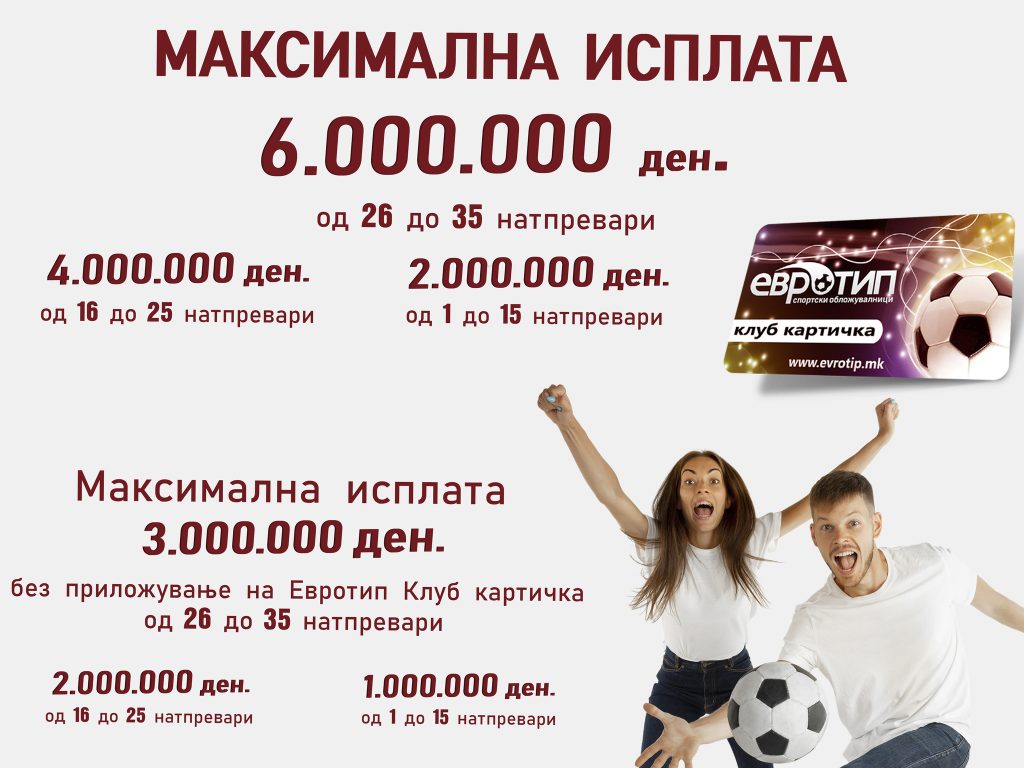 МАКСИМАЛНА ИСПЛАТА
6.000.000 ден.
од 26 до 35 натпревари
4.000.000 ден.
од 16 до 25 натпревари
2.000.000 ден.
од 1 до 15 натпревари
евротип
спортски обложувалници
клуб картичка
www.evrotip.mk
Максимална исплата
3.000.000 ден.
без приложување на Евротип Клуб картичка
од 26 до 35 натпревари
2.000.000 ден.
од 16 до 25 натпревари
1.000.000 ден.
од 1 до 15 натпревари